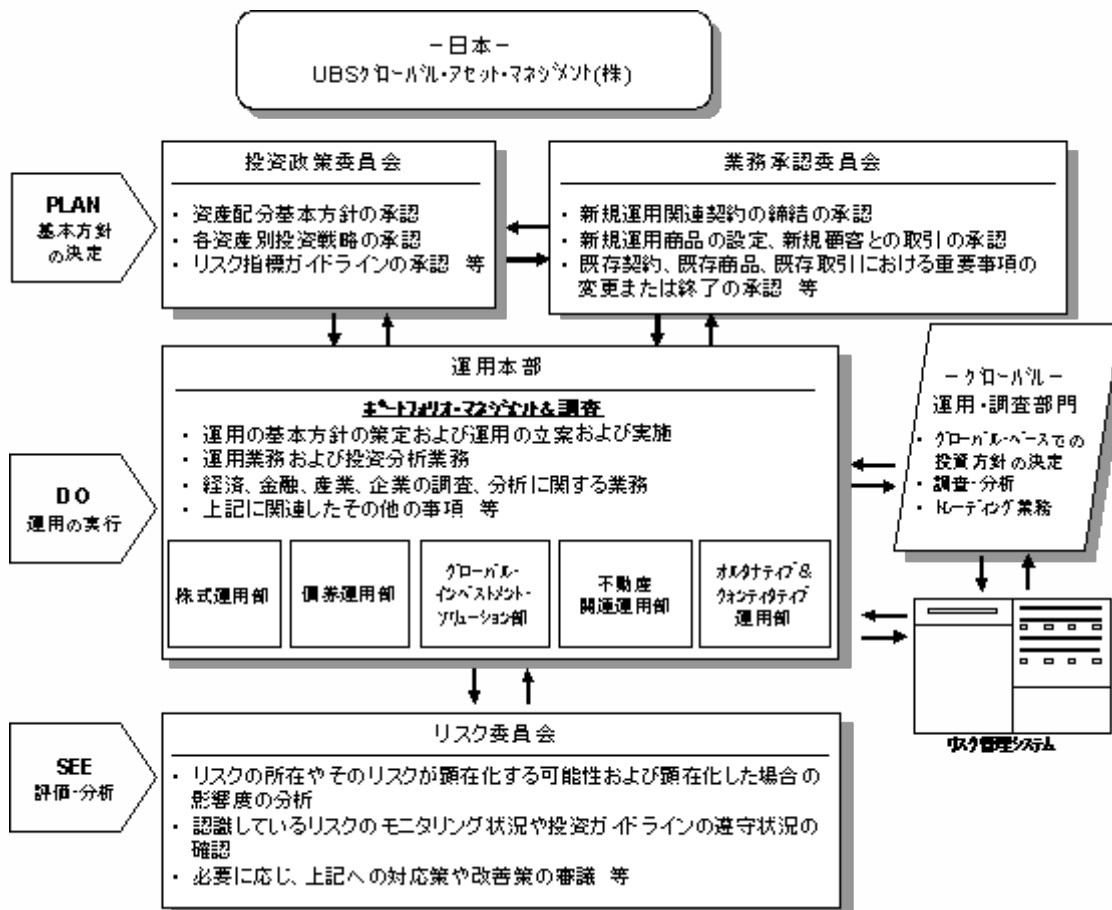 －日本－
UBSグローバル・アセット・マネジメント(株)
PLAN
基本方針
の決定
投資政策委員会
・ 資産配分基本方針の承認
・ 各資産別投資戦略の承認
・ リスク指標ガイドラインの承認 等
業務承認委員会
・ 新規運用関連契約の締結の承認
・ 新規運用商品の設定、新規顧客との取引の承認
・ 既存契約、既存商品、既存取引における重要事項の
変更または終了の承認 等
DO
運用の実行
運用本部
ポートフォリオ・マネジメント＆調査
・ 運用の基本方針の策定および運用の立案および実施
・ 運用業務および投資分析業務
・ 経済、金融、産業、企業の調査、分析に関する業務
・ 上記に関連したその他の事項 等
株式運用部
債券運用部
グローバル・
インベストメント・
ソリューション部
不動産
関連運用部
オルタナティブ＆
クォンティタティブ
運用部
－グローバル－
運用・調査部門
・ グローバル・ベースでの
投資方針の決定
・ 調査・分析
・ トレーディング業務
リスク管理システム
SEE
評価・分析
リスク委員会
・ リスクの所在やそのリスクが顕在化する可能性および顕在化した場合の
影響度の分析
・ 認識しているリスクのモニタリング状況や投資ガイドラインの遵守状況の
確認
・ 必要に応じ、上記への対応策や改善策の審議 等